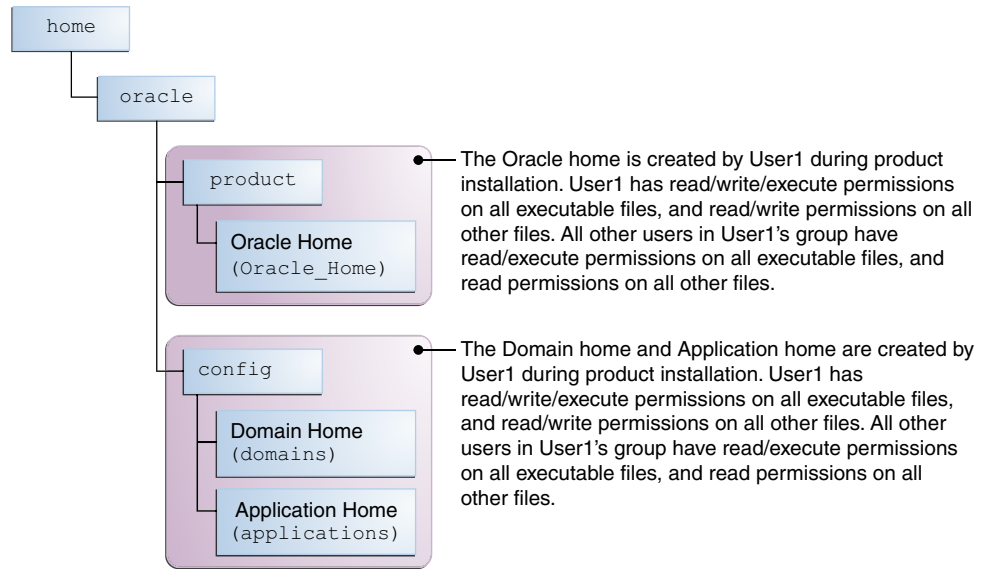 home
oracle
product
Oracle Home
(Oracle_Home)
The Oracle home is created by User1 during product
installation. User1 has read/write/execute permissions
on all executable files, and read/write permissions on all
other files. All other users in User1's group have
read/execute permissions on all executable files, and
read permissions on all other files.
config
Domain Home
(domains)
Application Home
(applications)
The Domain home and Application home are created by
User1 during product installation. User1 has
read/write/execute permissions on all executable files,
and read/write permissions on all other files. All other
users in User1's group have read/execute permissions
on all executable files, and read permissions on all
other files.